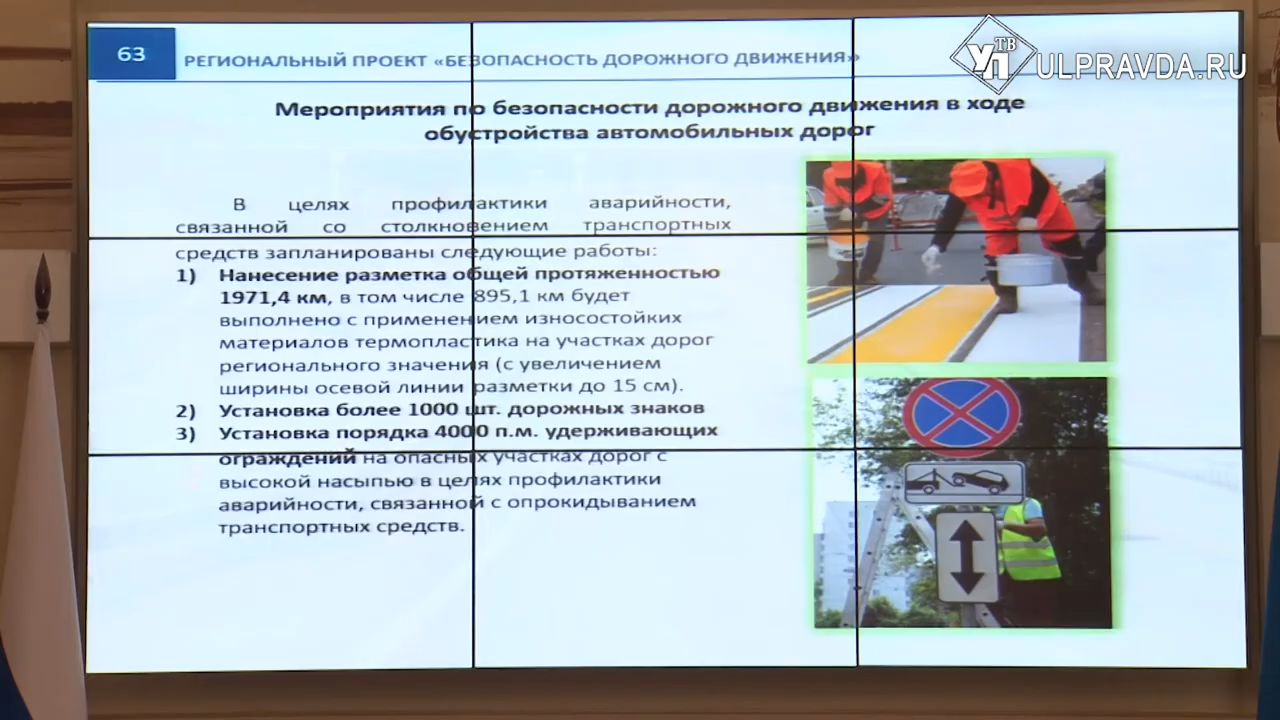 63
РЕГИОНАЛЬНЫЙ ПРОЕКТ «БЕЗОПАСНОСТЬ ДОРОЖНОГО ДВИЖЕНИЯ»
УП ТВ
ULPRAVDA.RU
Мероприятия по безопасности дорожного движения в ходе
обустройства автомобильных дорог
В целях профилактики аварийности,
связанной со столкновением транспортных
средств запланированы следующие работы:
1) Нанесение разметка общей протяженностью
1971,4 км, в том числе 895,1 км будет
выполнено с применением износостойких
материалов термопластика на участках дорог
регионального значения (с увеличением
ширины осевой линии разметки до 15 см).
2) Установка более 1000 шт. дорожных знаков
3) Установка порядка 4000 п.м. удерживающих
ограждений на опасных участках дорог с
высокой насыпью в целях профилактики
аварийности, связанной с опрокидыванием
транспортных средств.